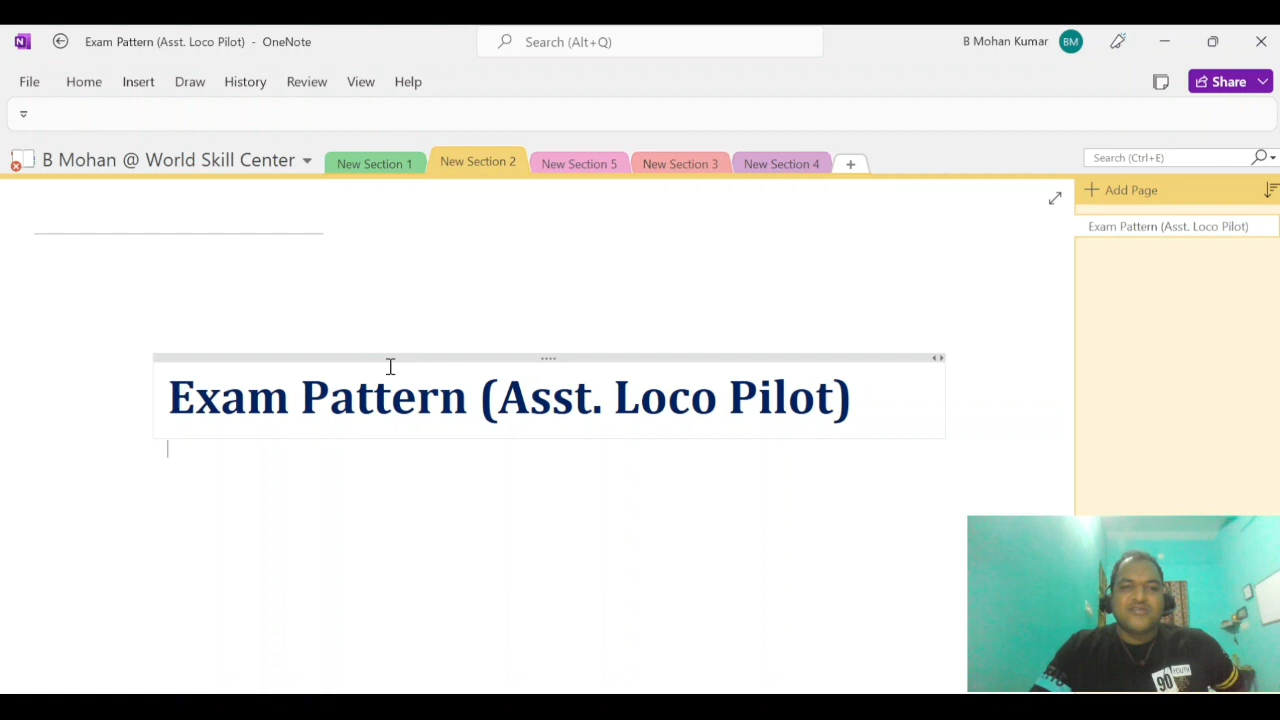 Exam Pattern (Asst. Loco Pilot) - OneNote
Search (Alt+Q)
B Mohan Kumar
BM
File Home Insert Draw History Review View Help
Share
B Mohan @ World Skill Center
New Section 1
New Section 2
New Section 5
New Section 3
New Section 4
Search (Ctrl+E)
Add Page
Exam Pattern (Asst. Loco Pilot)
Exam Pattern (Asst. Loco Pilot)
90
YOUTH